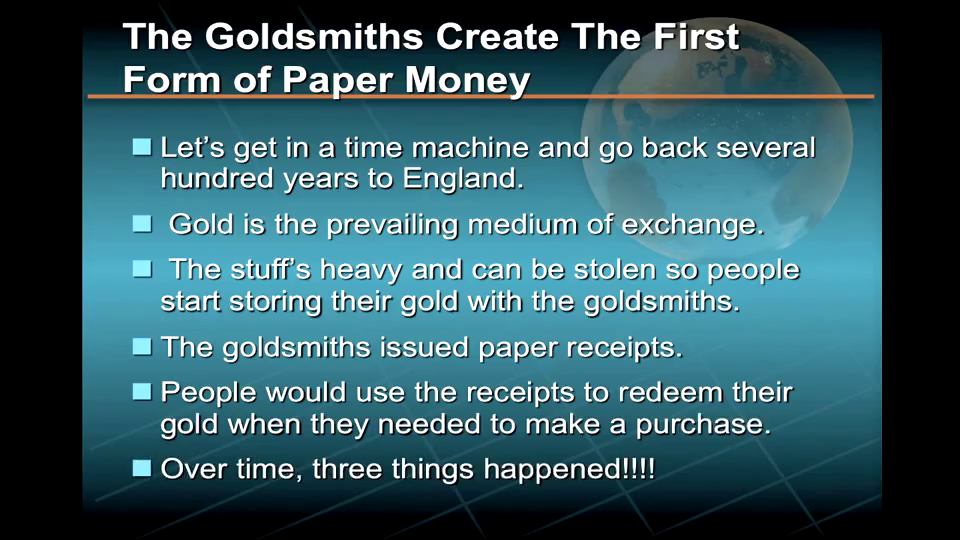 The Goldsmiths Create The First
Form of Paper Money
Let's get in a time machine and go back several
hundred years to England.
Gold is the prevailing medium of exchange.
The stuff's heavy and can be stolen so people
start storing their gold with the goldsmiths.
The goldsmiths issued paper receipts.
People would use the receipts to redeem their
gold when they needed to make a purchase.
Over time, three things happened!!!!